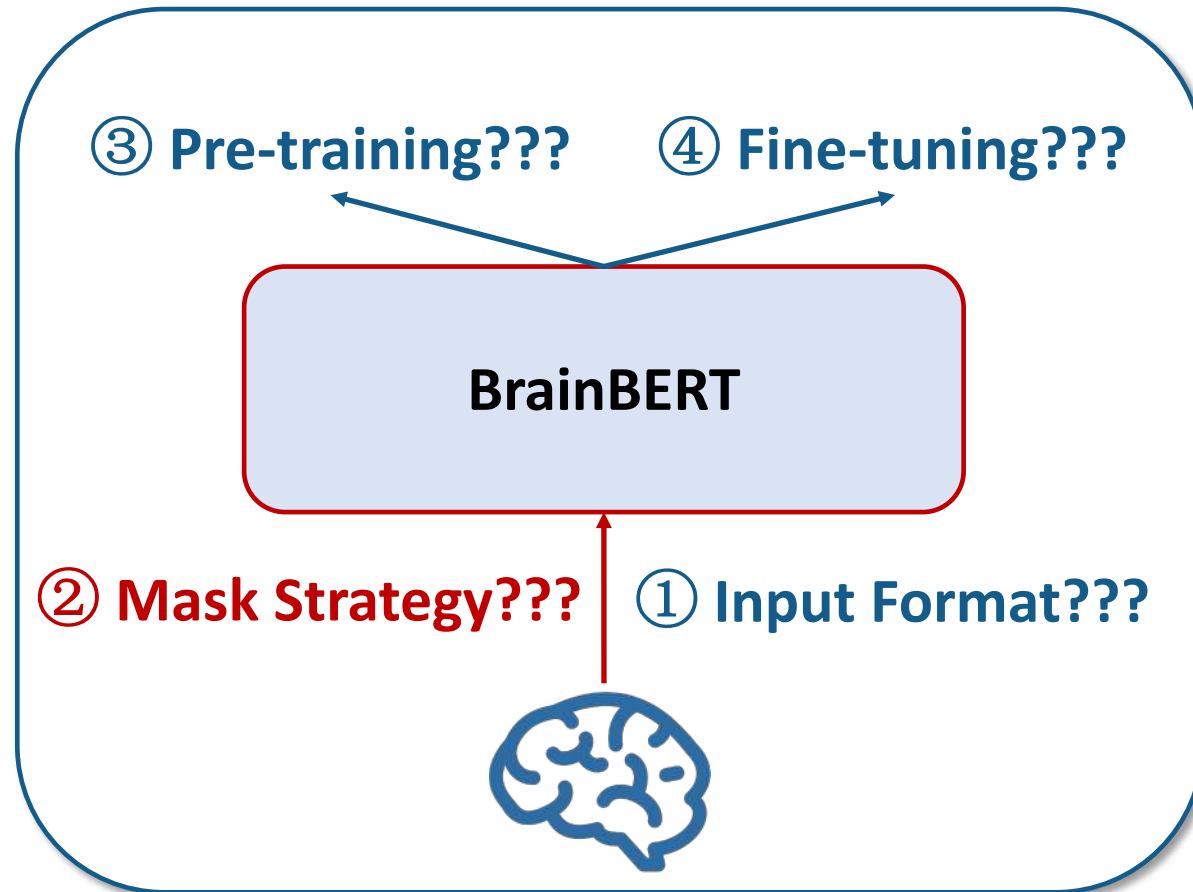 ③ Pre-training???
④ Fine-tuning???
BrainBERT
② Mask Strategy???
① Input Format???